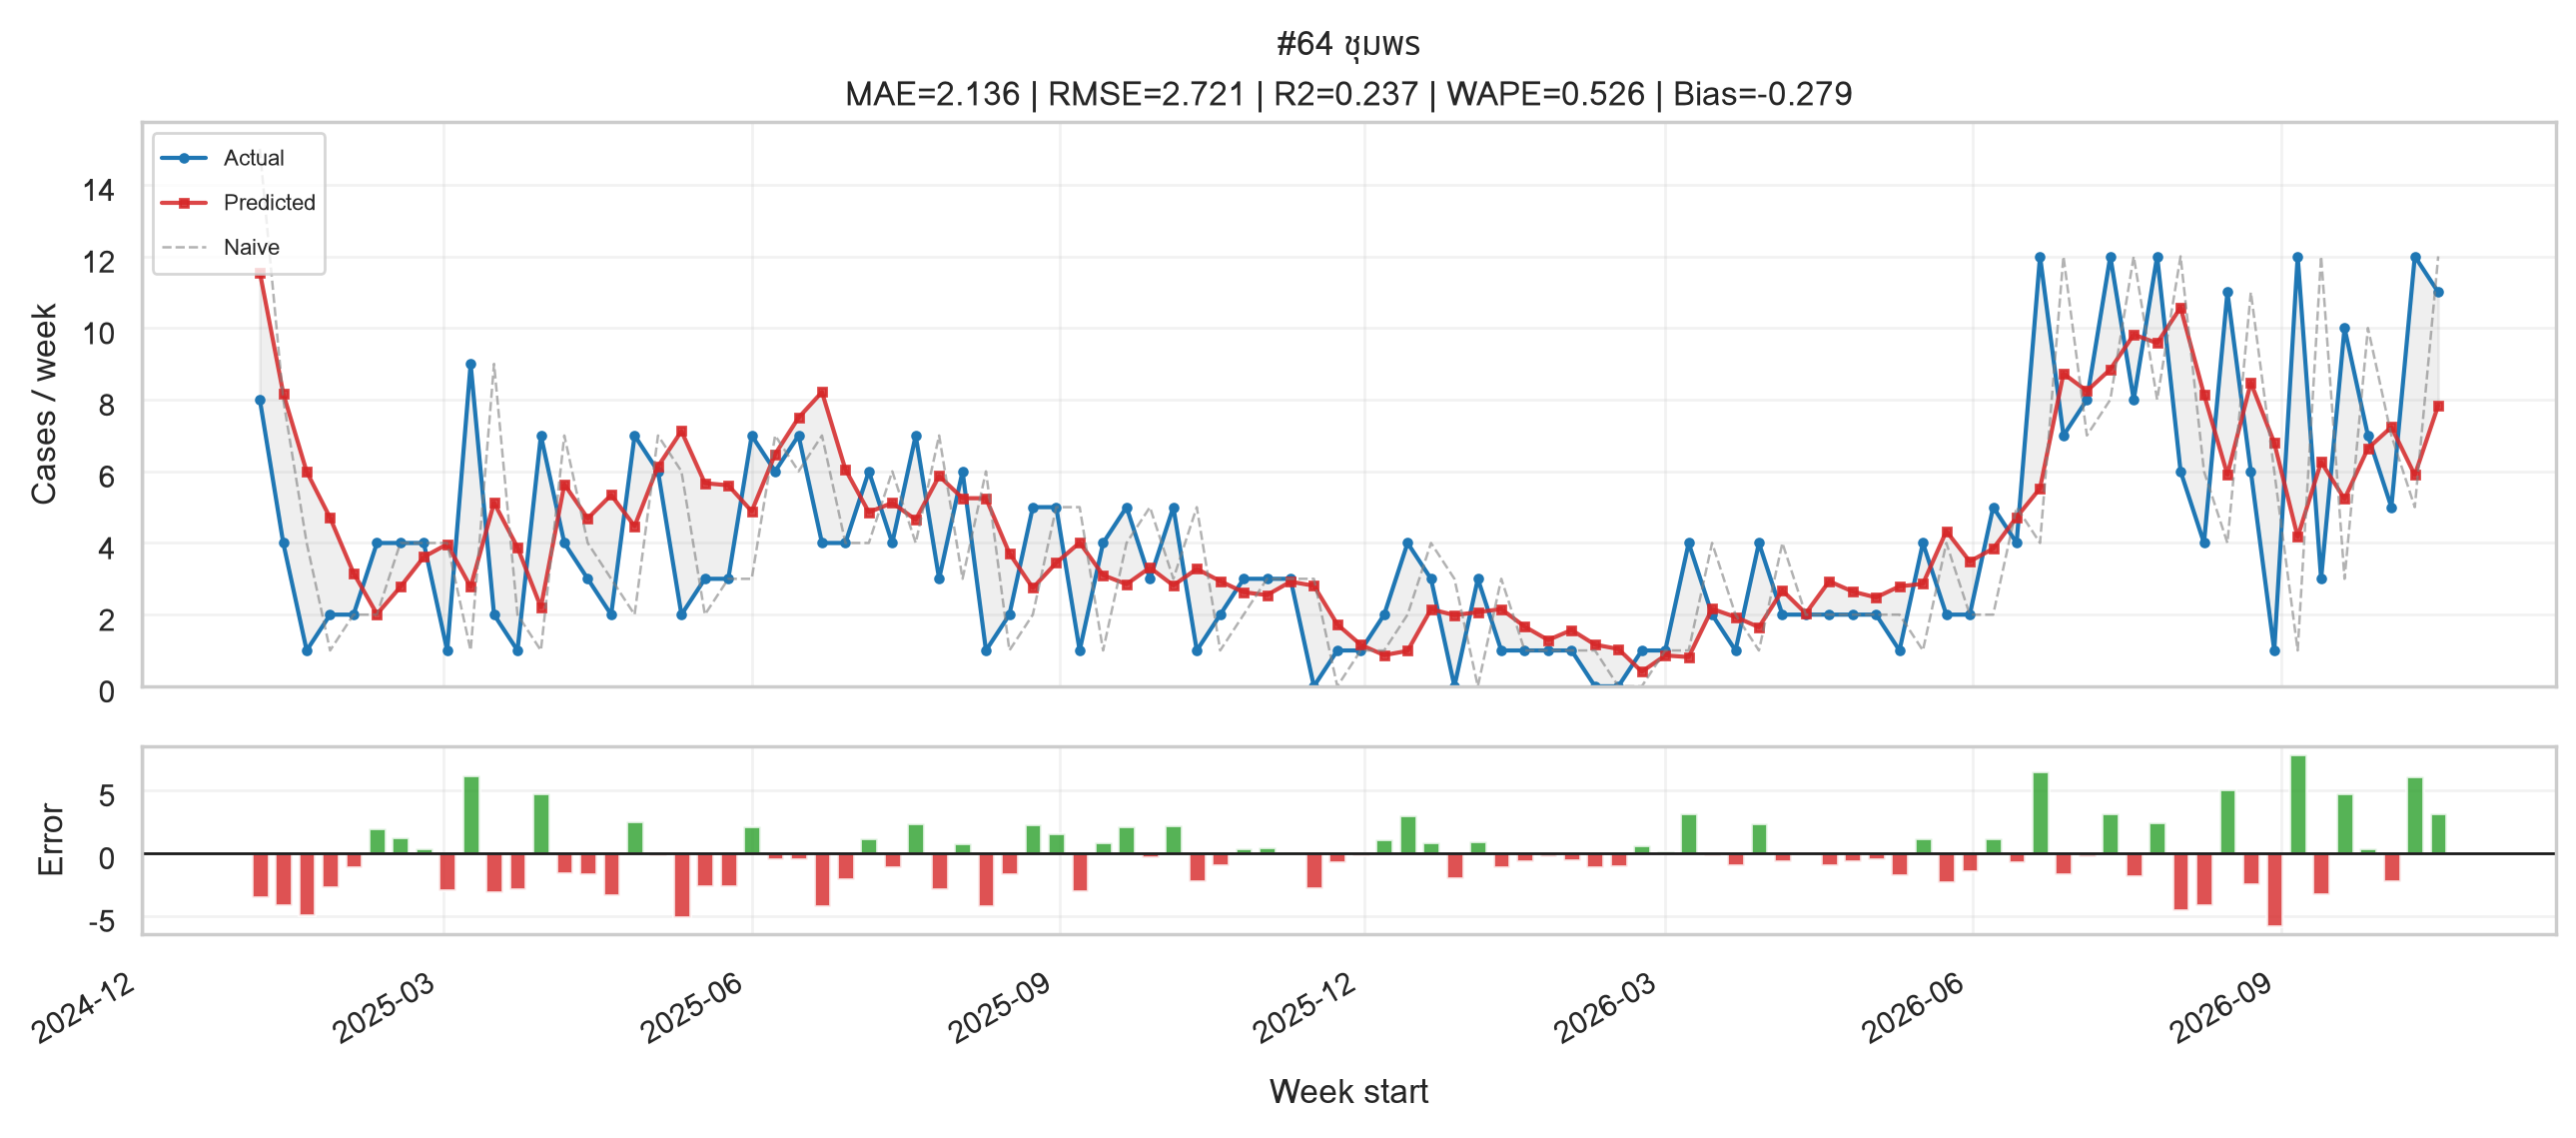 #64 ชุมพร
MAE=2.136 | RMSE=2.721 | R2=0.237 | WAPE=0.526 | Bias=-0.279
Actual
Predicted
Naive
Cases / week
14
12
10
8
6
4
2
0
Error
5
0
-5
2024-12
2025-03
2025-06
2025-09
2025-12
2026-03
2026-06
2026-09
Week start